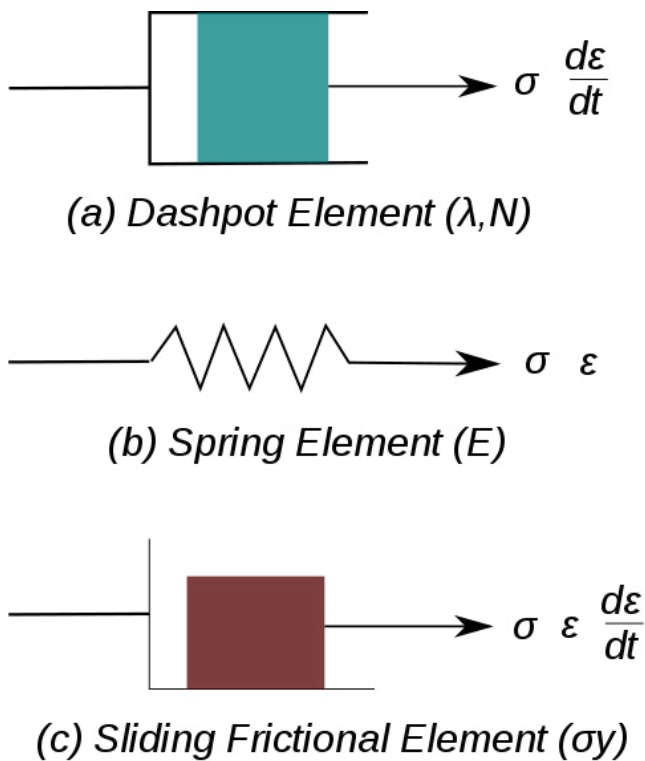 σ dε/dt
(a) Dashpot Element (λ,N)
σ ε
(b) Spring Element (E)
σ ε dε/dt
(c) Sliding Frictional Element (σy)